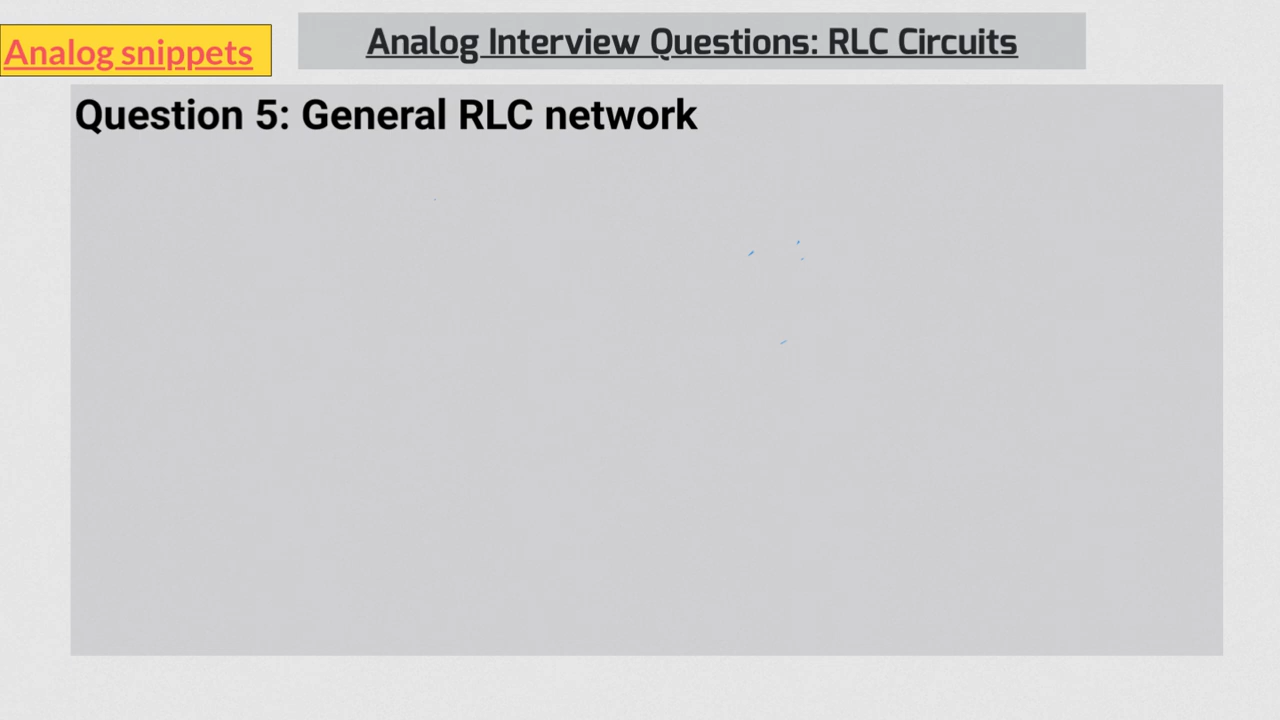 Analog snippets
Analog Interview Questions: RLC Circuits
Question 5: General RLC network